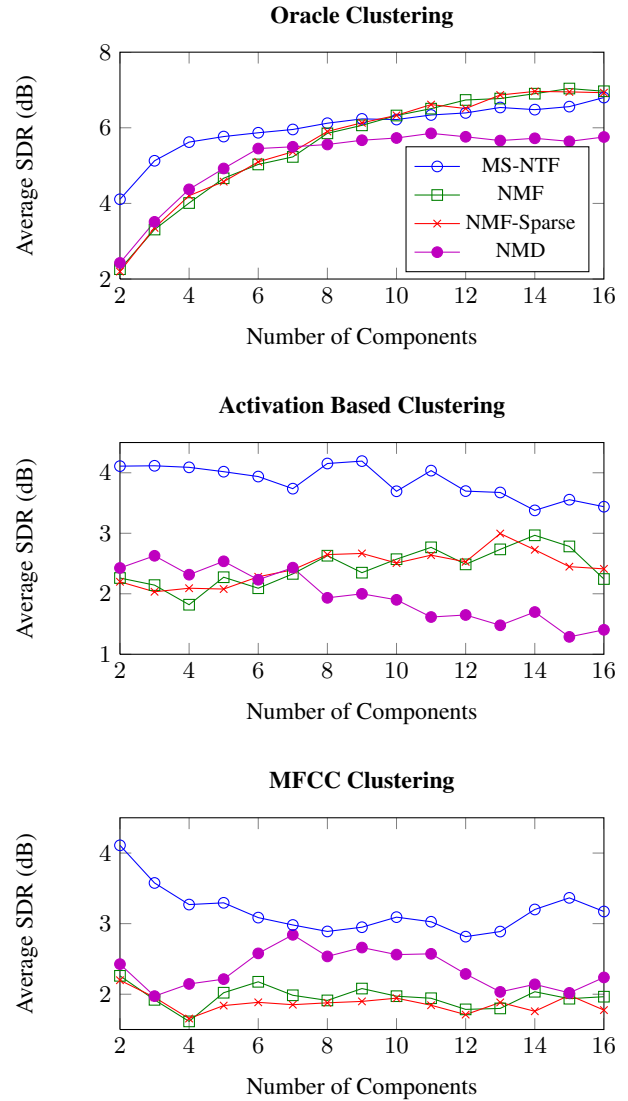 Oracle Clustering
8
6
4
2
Average SDR (dB)
MS-NTF
NMF
NMF-Sparse
NMD
2 4 6 8 10 12 14 16
Number of Components
Activation Based Clustering
4
3
2
1
Average SDR (dB)
2 4 6 8 10 12 14 16
Number of Components
MFCC Clustering
4
3
2
Average SDR (dB)
2 4 6 8 10 12 14 16
Number of Components